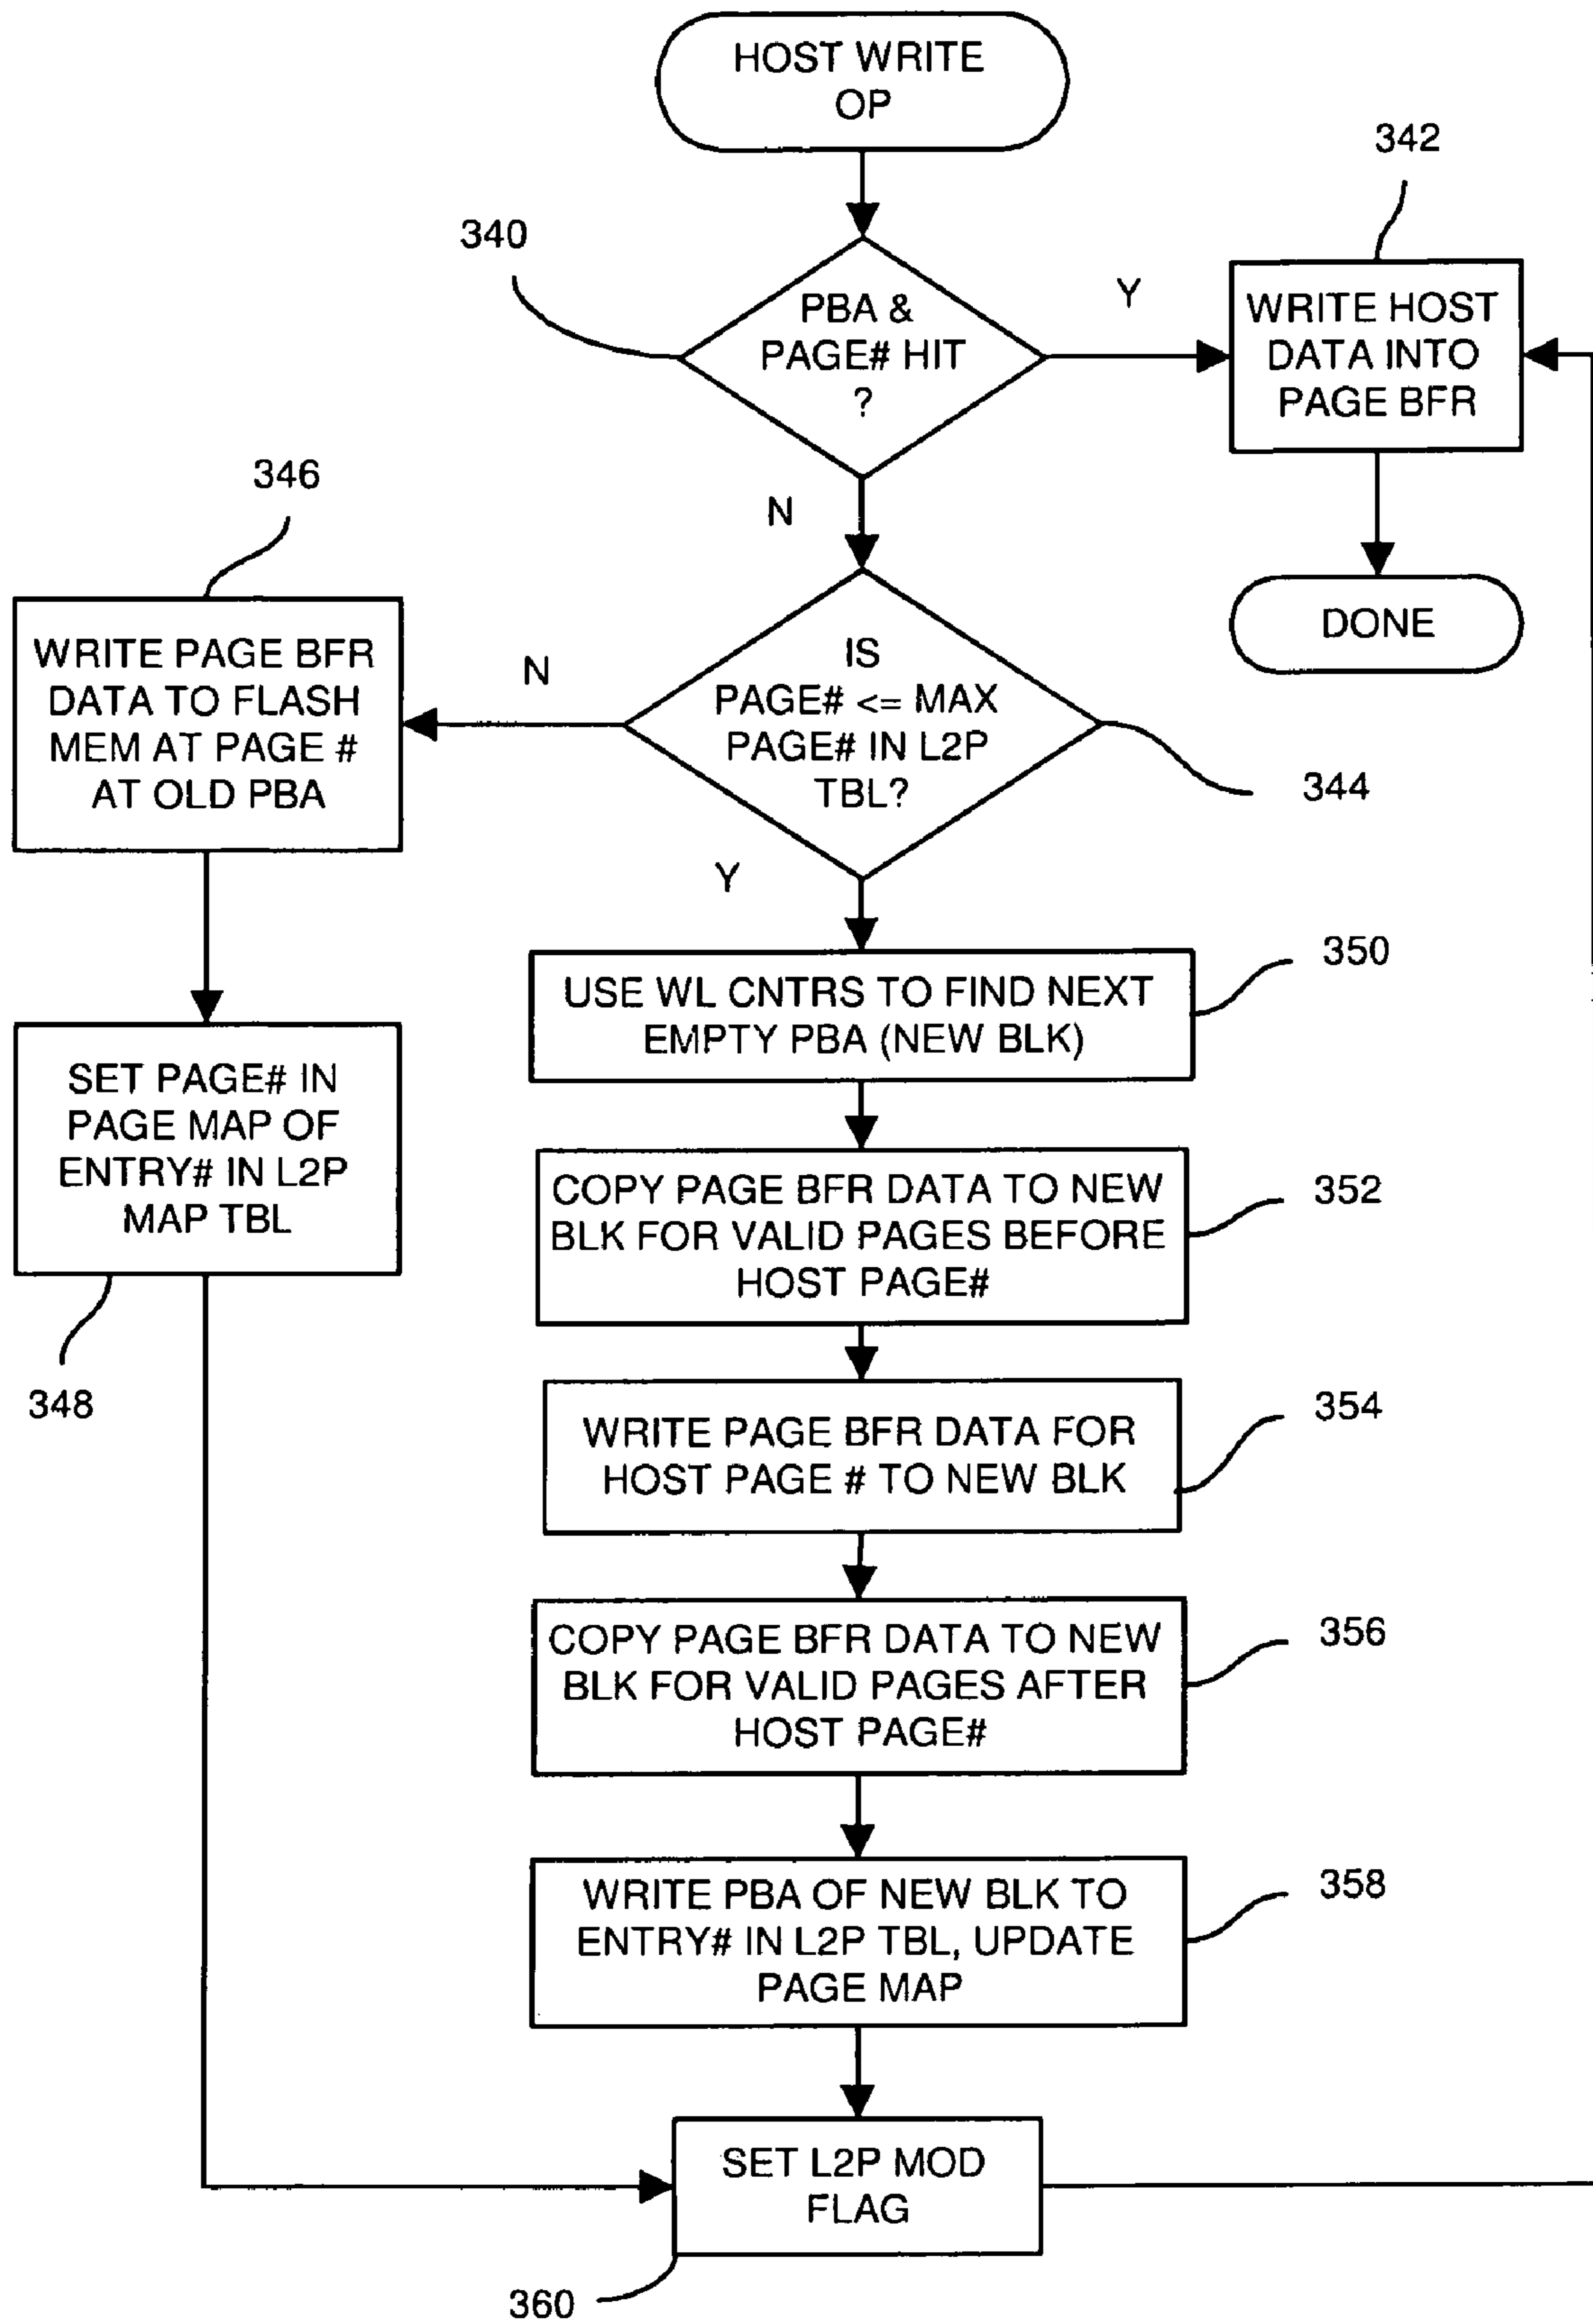 HOST WRITE
OP
342
340
PBA &
PAGE# HIT
?
Y
WRITE HOST
DATA INTO
PAGE BFR
N
346
DONE
WRITE PAGE BFR
DATA TO FLASH
MEM AT PAGE #
AT OLD PBA
N
IS
PAGE# <= MAX
PAGE# IN L2P
TBL?
344
Y
350
USE WL CNTRS TO FIND NEXT
EMPTY PBA (NEW BLK)
SET PAGE# IN
PAGE MAP OF
ENTRY# IN L2P
MAP TBL
348
COPY PAGE BFR DATA TO NEW
BLK FOR VALID PAGES BEFORE
HOST PAGE#
352
WRITE PAGE BFR DATA FOR
HOST PAGE # TO NEW BLK
354
COPY PAGE BFR DATA TO NEW
BLK FOR VALID PAGES AFTER
HOST PAGE#
356
WRITE PBA OF NEW BLK TO
ENTRY# IN L2P TBL, UPDATE
PAGE MAP
358
SET L2P MOD
FLAG
360